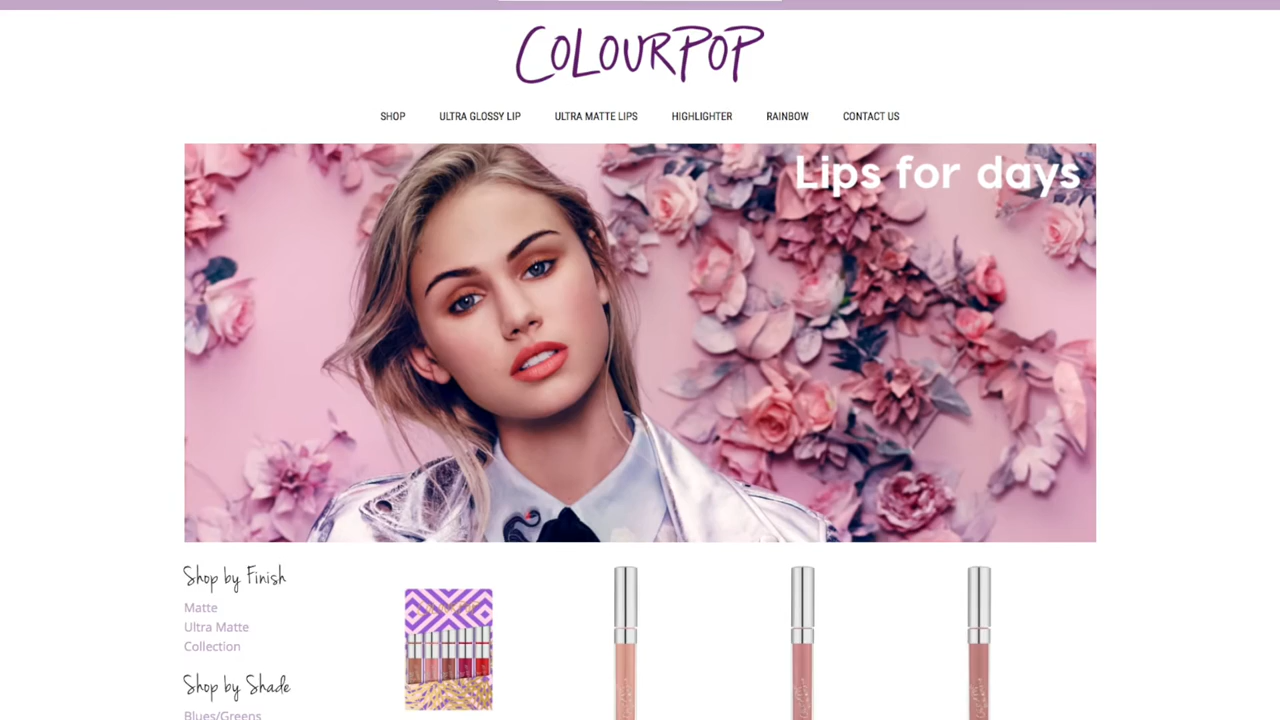 COLOURPOP
SHOP ULTRA GLOSSY LIP ULTRA MATTE LIPS HIGHLIGHTER RAINBOW CONTACT US
Lips for days
Shop by Finish
Matte
Ultra Matte
Collection
Shop by Shade
Blues/Greens
COLOURPOP